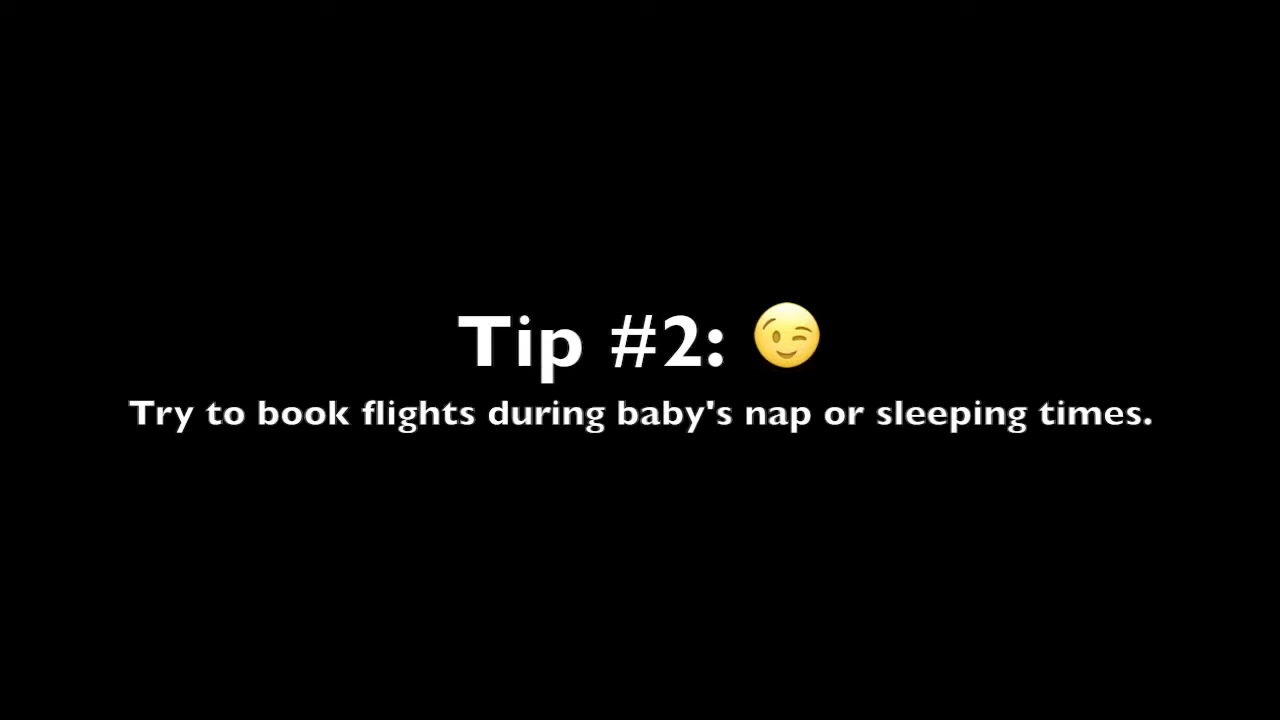 Tip #2: 😉
Try to book flights during baby's nap or sleeping times.